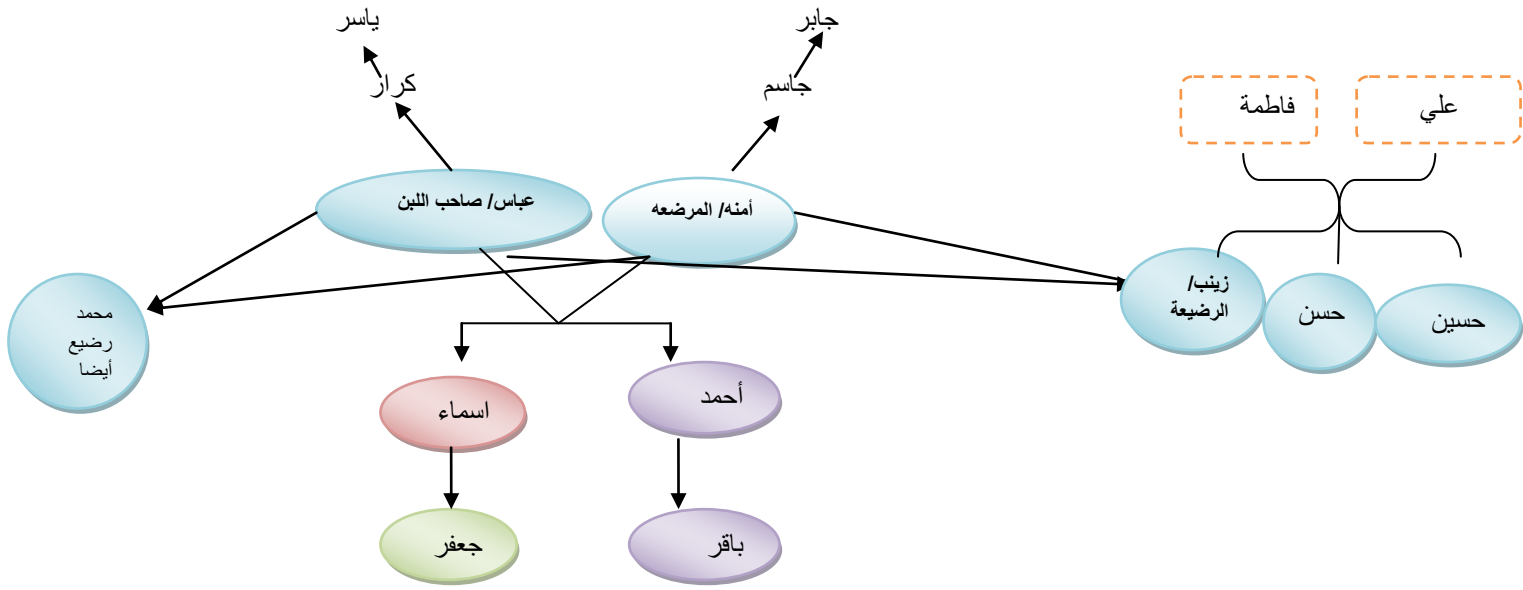 جابر
ياسر
جاسم
كرار
علي
فاطمة
أمنه/ المرضعه
عباس/ صاحب اللبن
زينب/
الرضيعة
حسن
حسين
محمد
رضيع
أيضا
أحمد
اسماء
باقر
جعفر